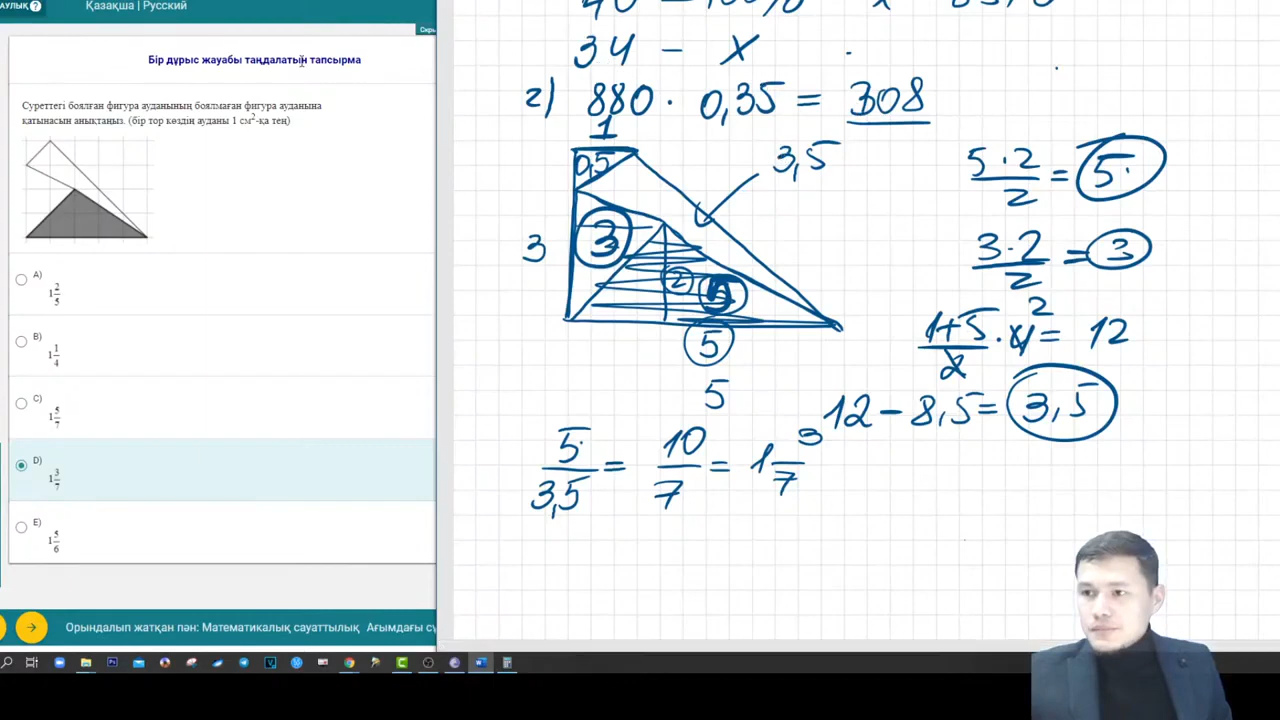 АУЛЫҚ ?
Қазақша | Русский
Бір дұрыс жауабы таңдалатын тапсырма
Суреттегі боялған фигура ауданының боялмаған фигура ауданына
қатынасын анықтаңыз. (бір тор көздің ауданы 1 см²-қа тең)
A)
1 2/5
B)
1 1/4
C)
1 5/7
D)
1 3/7
E)
1 5/6
Орындалып жатқан пән: Математикалық сауаттылық Ағымдағы сұ
34 – x
2) 880 · 0,35 = 308
1
0,5
3,5
3
3
2
5
5
5
5·2/2 = 5
3·2/2 = 3
1+5/2 · 4 2 = 12
12 – 8,5 = 3,5
5/3,5 = 10/7 = 1 3/7